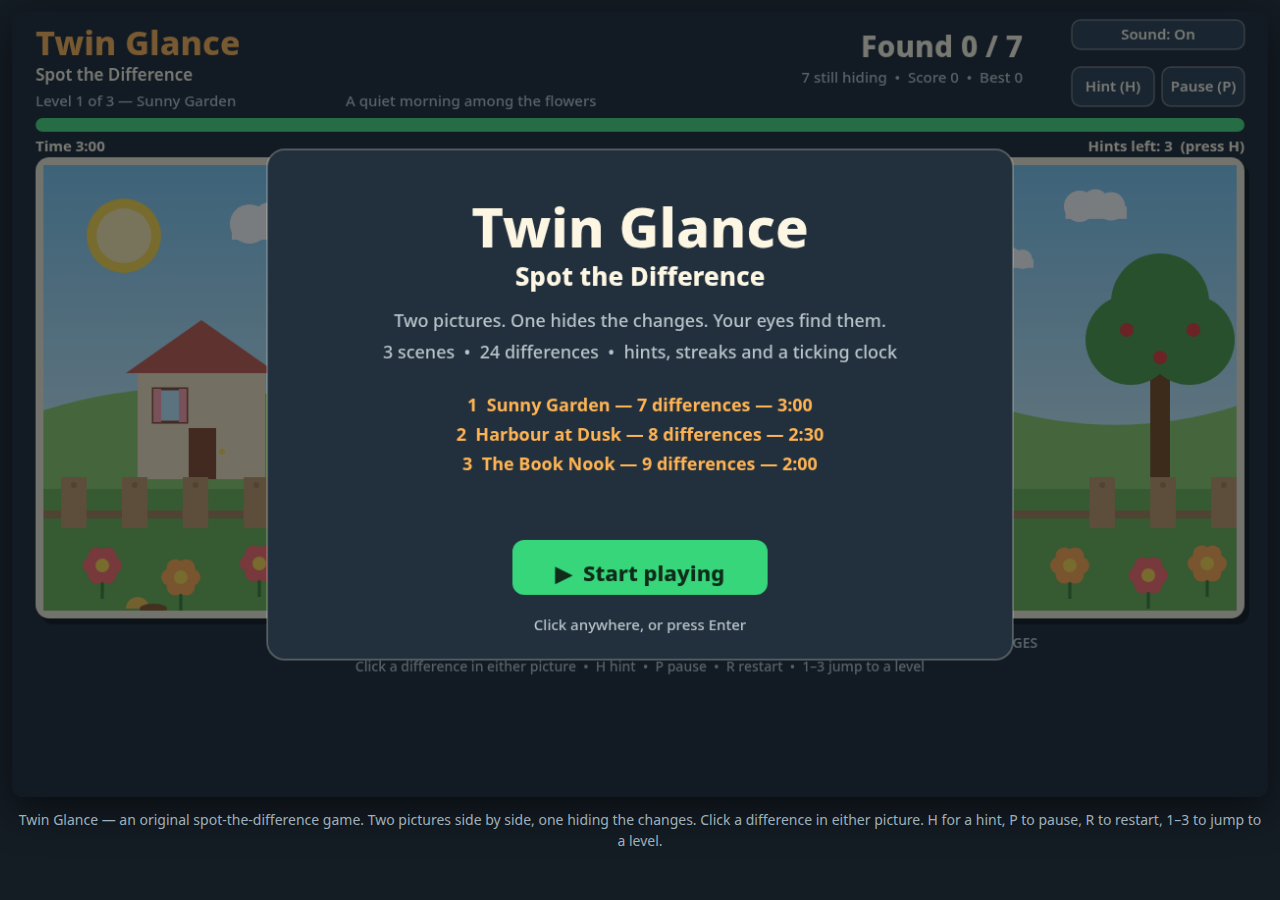 Twin Glance
Spot the Difference
Level 1 of 3 — Sunny Garden
A quiet morning among the flowers
Found 0 / 7
7 still hiding • Score 0 • Best 0
Sound: On
Hint (H)
Pause (P)
Time 3:00
Hints left: 3 (press H)
Twin Glance
Spot the Difference
Two pictures. One hides the changes. Your eyes find them.
3 scenes • 24 differences • hints, streaks and a ticking clock
1 Sunny Garden — 7 differences — 3:00
2 Harbour at Dusk — 8 differences — 2:30
3 The Book Nook — 9 differences — 2:00
▶ Start playing
Click anywhere, or press Enter
Click a difference in either picture • H hint • P pause • R restart • 1–3 jump to a level
Twin Glance — an original spot-the-difference game. Two pictures side by side, one hiding the changes. Click a difference in either picture. H for a hint, P to pause, R to restart, 1–3 jump to
a level.